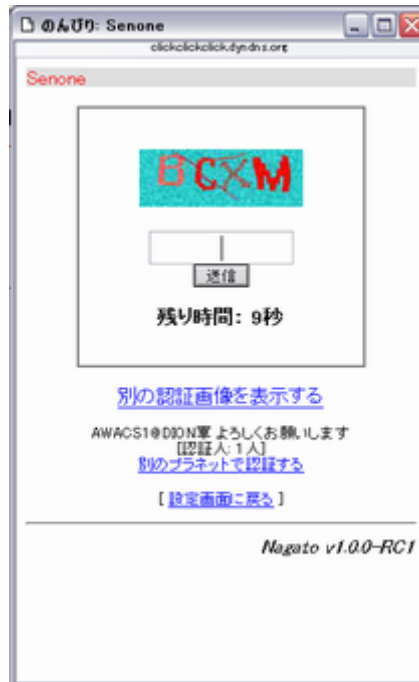 のんびり: Senone
clickclickclick.dyndns.org
Senone
BCXM
送信
残り時間: 9秒
別の認証画像を表示する
AWACS1@DION軍 よろしくお願いします
[認証人: 1人]
別のプラネットで認証する
[ 設定画面に戻る ]
Nagato v1.0.0-RC1